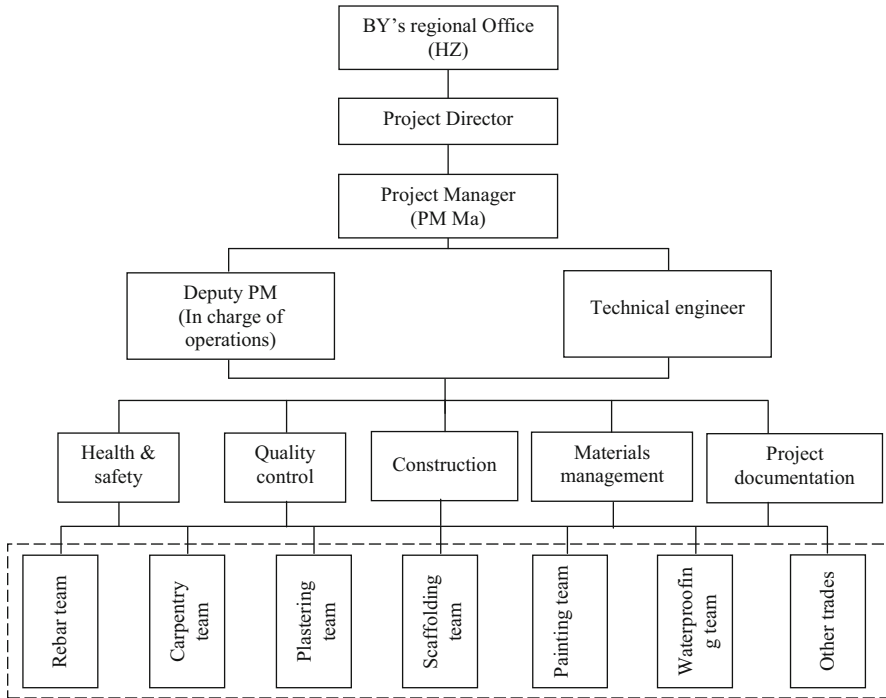 BY's regional Office
(HZ)
Project Director
Project Manager
(PM Ma)
Deputy PM
(In charge of
operations)
Technical engineer
Health &
safety
Quality
control
Construction
Materials
management
Project
documentation
Rebar team
Carpentry
team
Plastering
team
Scaffolding
team
Painting team
Waterproofin
g team
Other trades